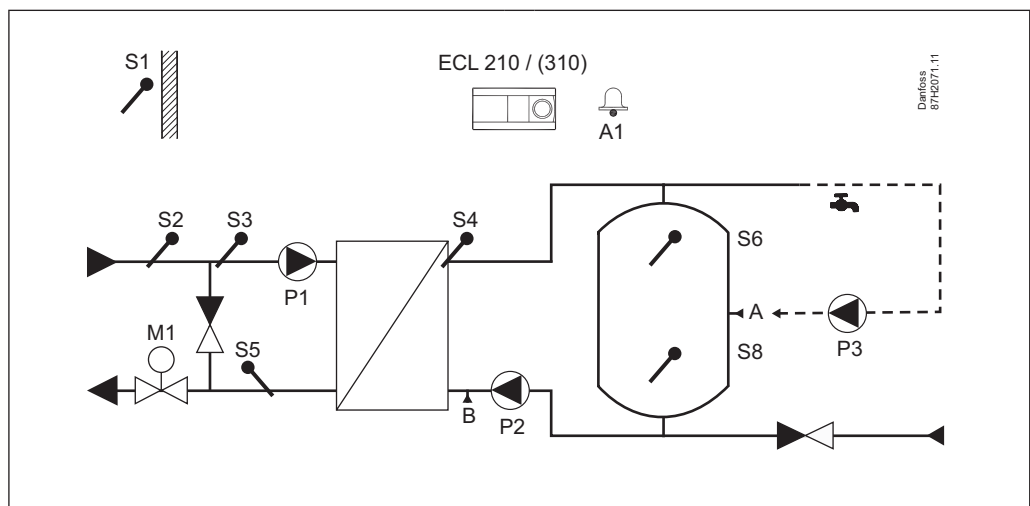 S1
ECL 210 / (310)
A1
Danfoss
87H2071.11
S2
S3
S4
P1
S6
A
P3
M1
S5
S8
B
P2